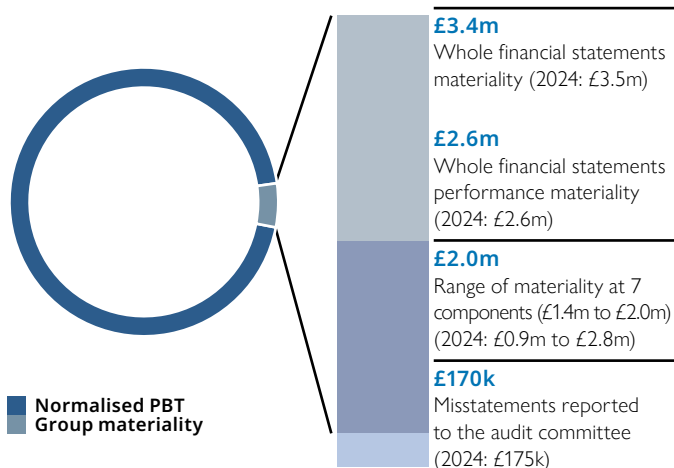 £3.4m
Whole financial statements
materiality (2024: £3.5m)
£2.6m
Whole financial statements
performance materiality
(2024: £2.6m)
£2.0m
Range of materiality at 7
components (£1.4m to £2.0m)
(2024: £0.9m to £2.8m)
£170k
Misstatements reported
to the audit committee
(2024: £175k)
Normalised PBT
Group materiality